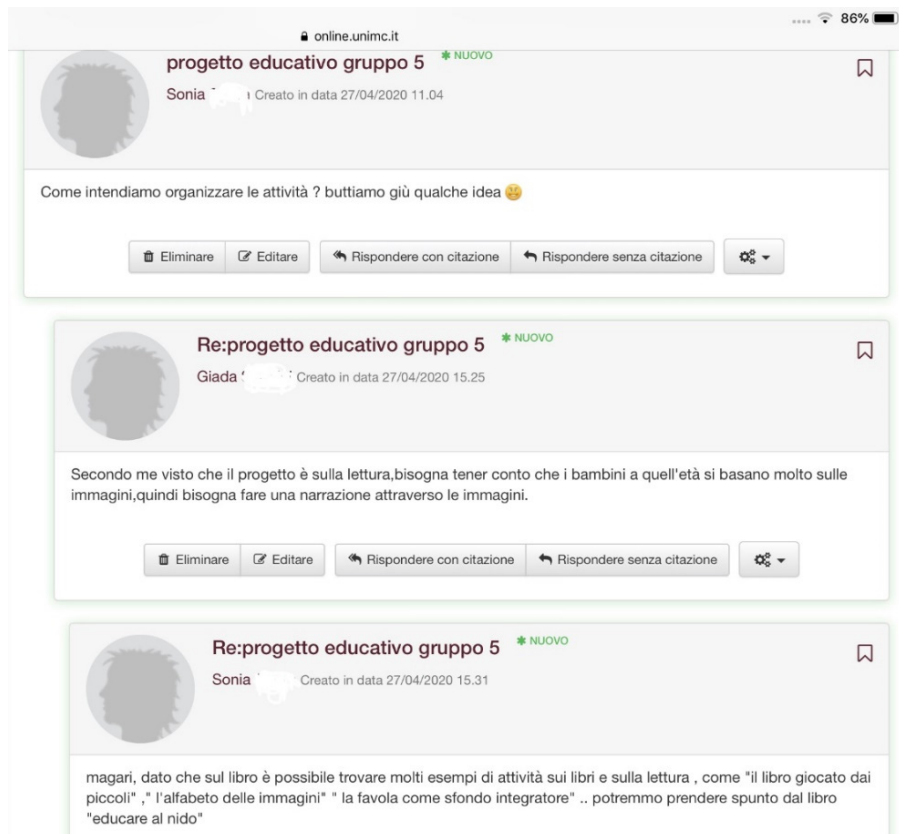 86%
online.unimc.it
progetto educativo gruppo 5 NUOVO
Sonia Creato in data 27/04/2020 11.04
Come intendiamo organizzare le attività ? buttiamo giù qualche idea
Eliminare Editare Rispondere con citazione Rispondere senza citazione
Re:progetto educativo gruppo 5 NUOVO
Giada Creato in data 27/04/2020 15.25
Secondo me visto che il progetto è sulla lettura,bisogna tener conto che i bambini a quell'età si basano molto sulle
immagini,quindi bisogna fare una narrazione attraverso le immagini.
Eliminare Editare Rispondere con citazione Rispondere senza citazione
Re:progetto educativo gruppo 5 NUOVO
Sonia Creato in data 27/04/2020 15.31
magari, dato che sul libro è possibile trovare molti esempi di attività sui libri e sulla lettura , come "il libro giocato dai
piccoli" ," l'alfabeto delle immagini" " la favola come sfondo integratore" .. potremmo prendere spunto dal libro
"educare al nido"